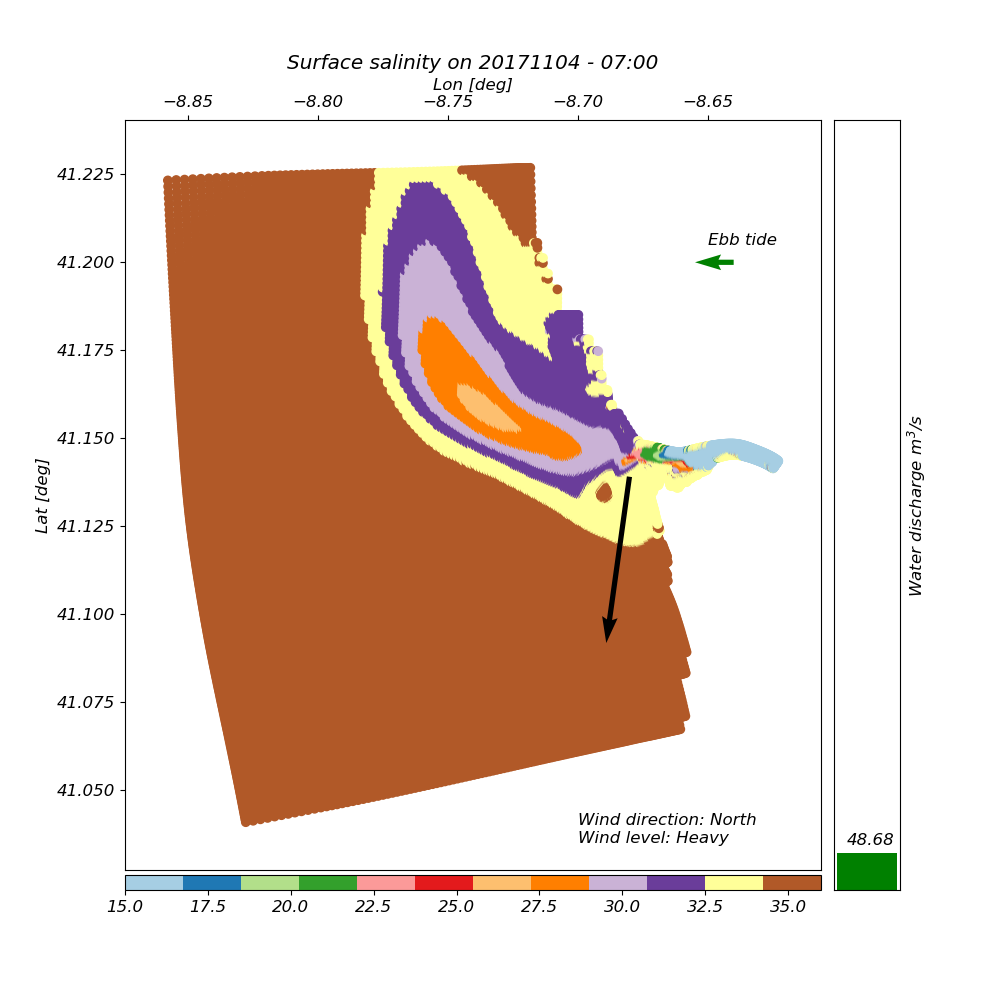 Surface salinity on 20171104 - 07:00
Lon [deg]
−8.85 −8.80 −8.75 −8.70 −8.65
41.225
41.200
41.175
41.150
41.125
41.100
41.075
41.050
Lat [deg]
Ebb tide
Wind direction: North
Wind level: Heavy
15.0 17.5 20.0 22.5 25.0 27.5 30.0 32.5 35.0
48.68
Water discharge m³/s